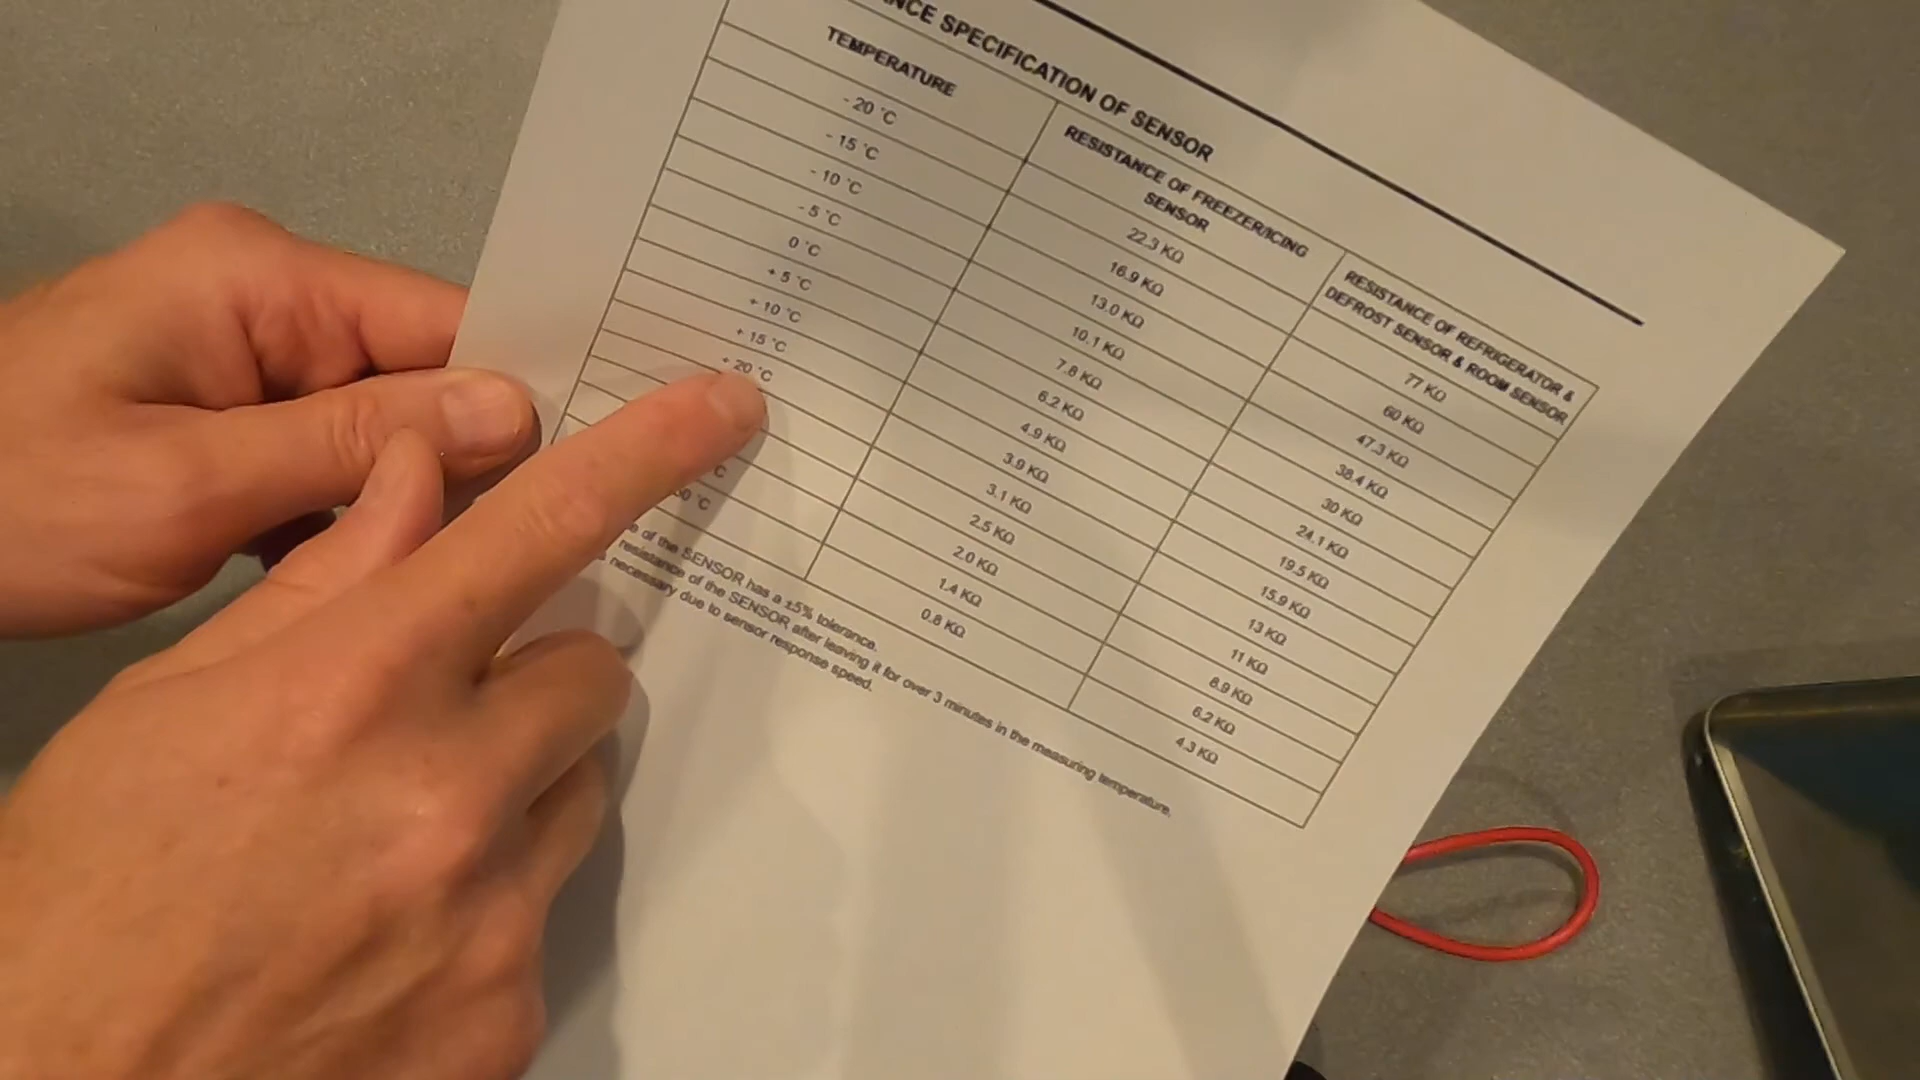 NCE SPECIFICATION OF SENSOR
TEMPERATURE
RESISTANCE OF FREEZER/ICING
SENSOR
RESISTANCE OF REFRIGERATOR &
DEFROST SENSOR & ROOM SENSOR
- 20 °C 22.3 KΩ 77 KΩ
- 15 °C 16.9 KΩ 60 KΩ
- 10 °C 13.0 KΩ 47.3 KΩ
- 5 °C 10.1 KΩ 38.4 KΩ
0 °C 7.8 KΩ 30 KΩ
+ 5 °C 6.2 KΩ 24.1 KΩ
+ 10 °C 4.9 KΩ 19.5 KΩ
+ 15 °C 3.9 KΩ 15.9 KΩ
+ 20 °C 3.1 KΩ 13 KΩ
2.5 KΩ 11 KΩ
2.0 KΩ 8.9 KΩ
C 1.4 KΩ 6.2 KΩ
°C 0.8 KΩ 4.3 KΩ
of the SENSOR has a ±5% tolerance.
resistance of the SENSOR after leaving it for over 3 minutes in the measuring temperature.
necessary due to sensor response speed.